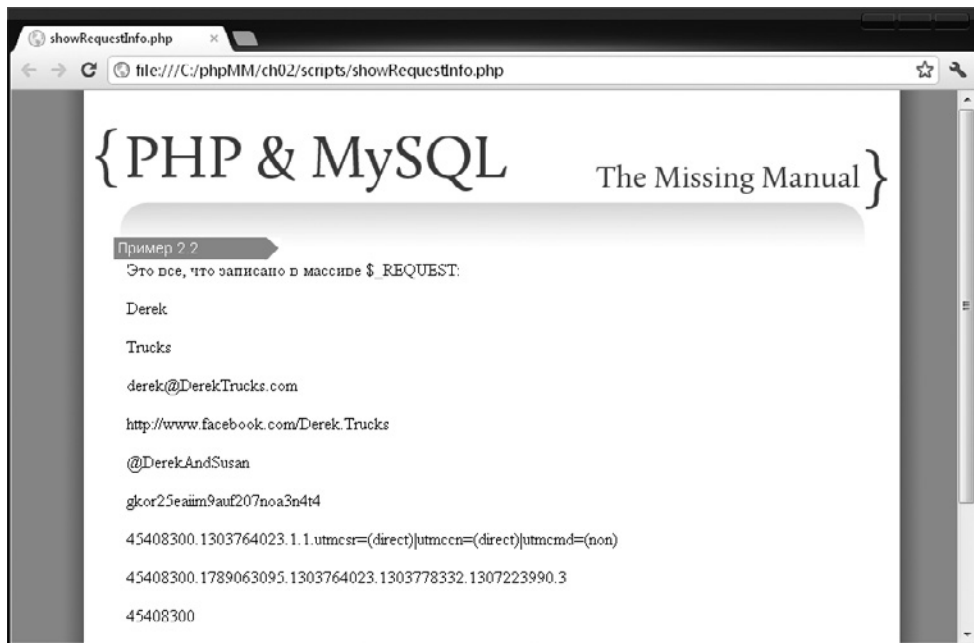 showRequestInfo.php
file:///C:/phpMM/ch02/scripts/showRequestInfo.php
{PHP & MySQL
The Missing Manual}
Пример 2.2
Это все, что записано в массиве $_REQUEST:
Derek
Trucks
derek@DerekTrucks.com
http://www.facebook.com/Derek.Trucks
@DerekAndSusan
gkor25eaiim9auf207noa3n4t4
45408300.1303764023.1.1.utmcsr=(direct)|utmccn=(direct)|utmcmd=(non)
45408300.1789063095.1303764023.1303778332.1307223990.3
45408300